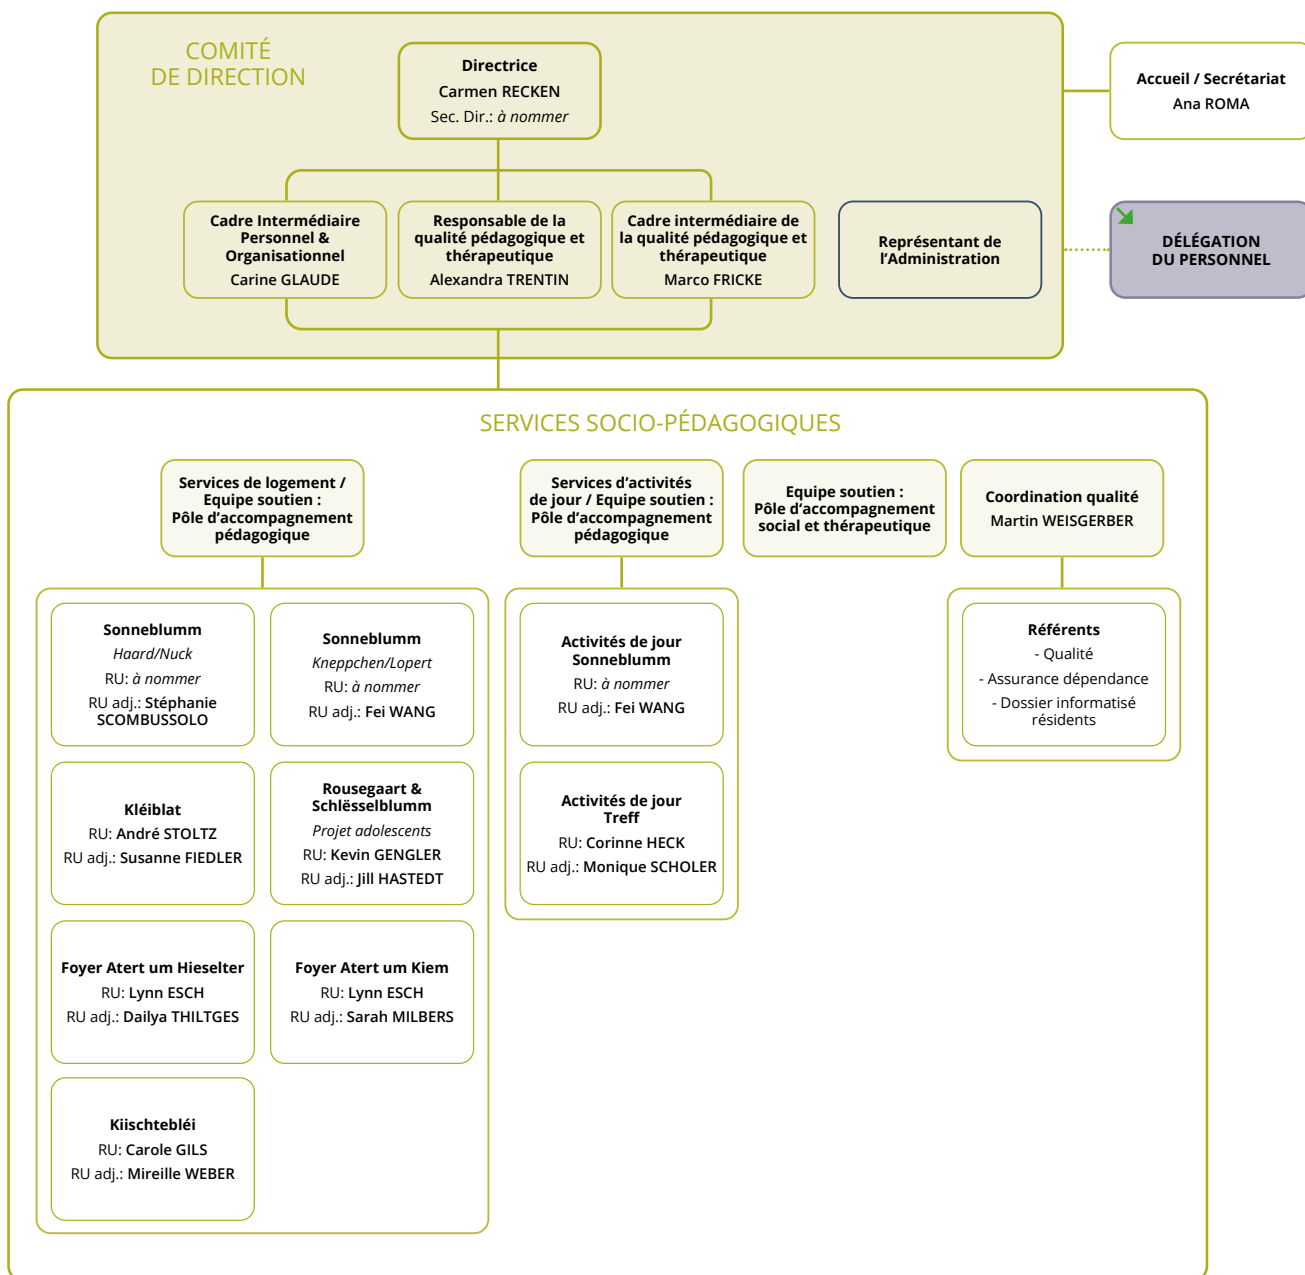 COMITÉ
DE DIRECTION
Directrice
Carmen RECKEN
Sec. Dir.: à nommer
Accueil / Secrétariat
Ana ROMA
Cadre Intermédiaire
Personnel &
Organisationnel
Carine GLAUDE
Responsable de la
qualité pédagogique et
thérapeutique
Alexandra TRENTIN
Cadre intermédiaire de
la qualité pédagogique et
thérapeutique
Marco FRICKE
Représentant de
l’Administration
DÉLÉGATION
DU PERSONNEL
SERVICES SOCIO-PÉDAGOGIQUES
Services de logement /
Equipe soutien :
Pôle d’accompagnement
pédagogique
Services d’activités
de jour / Equipe soutien :
Pôle d’accompagnement
pédagogique
Equipe soutien :
Pôle d’accompagnement
social et thérapeutique
Coordination qualité
Martin WEISGERBER
Sonneblumm
Haard/Nuck
RU: à nommer
RU adj.: Stéphanie
SCOMBUSSOLO
Sonneblumm
Kneppchen/Lopert
RU: à nommer
RU adj.: Fei WANG
Activités de jour
Sonneblumm
RU: à nommer
RU adj.: Fei WANG
Référents
- Qualité
- Assurance dépendance
- Dossier informatisé
résidents
Kléiblat
RU: André STOLTZ
RU adj.: Susanne FIEDLER
Rousegaart &
Schlësselblumm
Projet adolescents
RU: Kevin GENGLER
RU adj.: Jill HASTEDT
Activités de jour
Treff
RU: Corinne HECK
RU adj.: Monique SCHOLER
Foyer Atert um Hieselter
RU: Lynn ESCH
RU adj.: Dailya THILTGES
Foyer Atert um Kiem
RU: Lynn ESCH
RU adj.: Sarah MILBERS
Kiischtebléi
RU: Carole GILS
RU adj.: Mireille WEBER